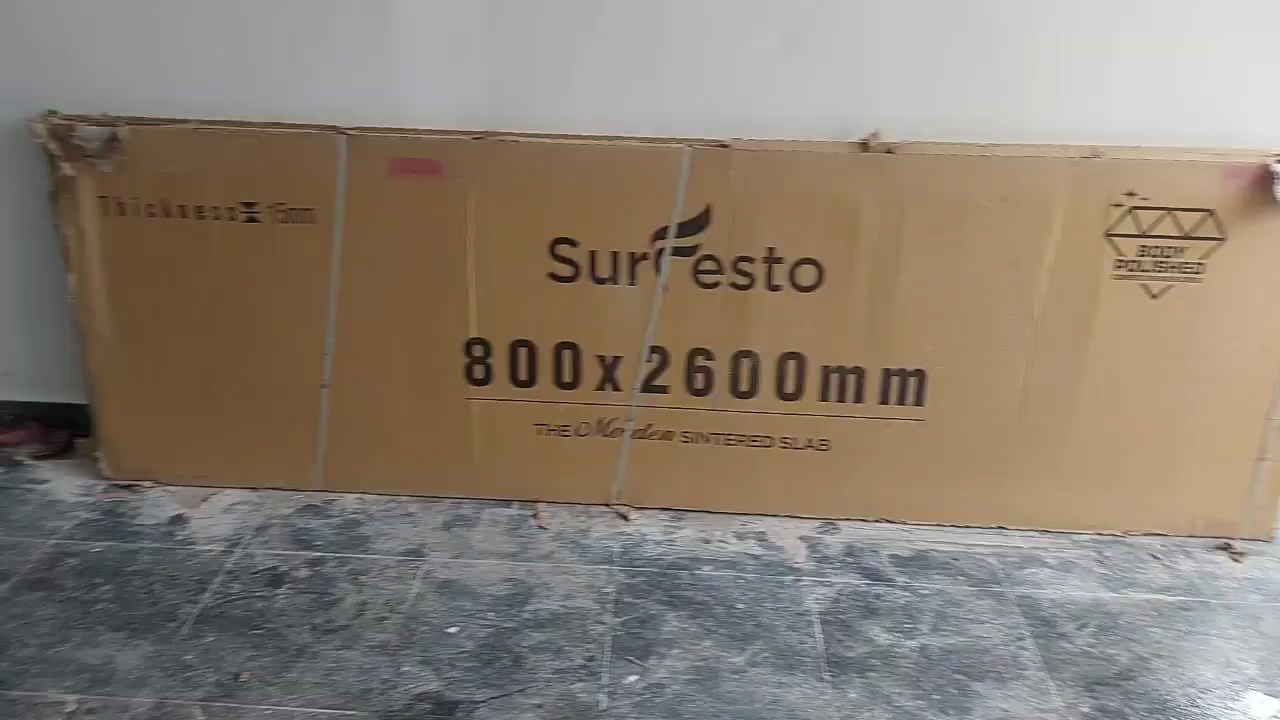 Thickness 15mm
Surfesto
BODY
POLISHED
800x2600mm
THE Morden SINTERED SLAB